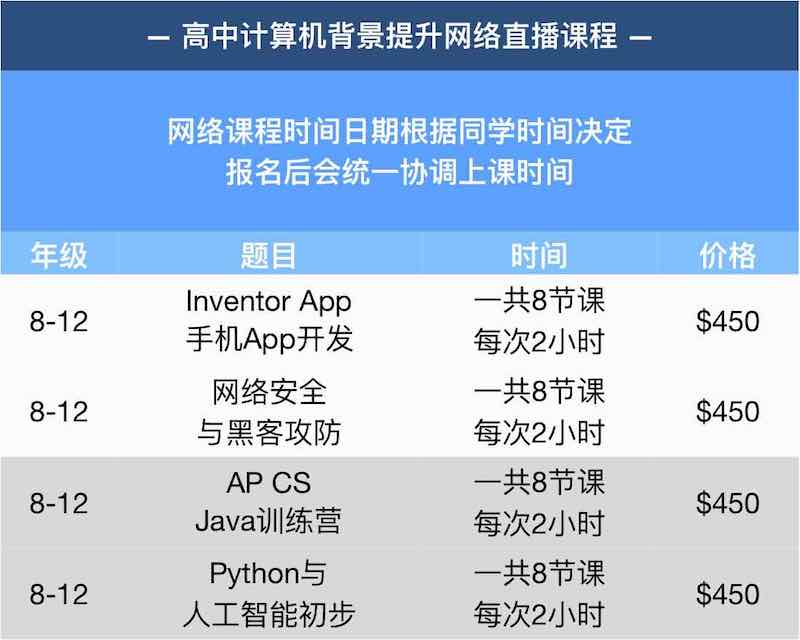 — 高中计算机背景提升网络直播课程 —
网络课程时间日期根据同学时间决定
报名后会统一协调上课时间
年级 题目 时间 价格
Inventor App 一共8节课
8-12 $450
手机App开发 每次2小时
网络安全 一共8节课
8-12 $450
与黑客攻防 每次2小时
AP CS 一共8节课
8-12 $450
Java训练营 每次2小时
Python与 一共8节课
8-12 $450
人工智能初步 每次2小时